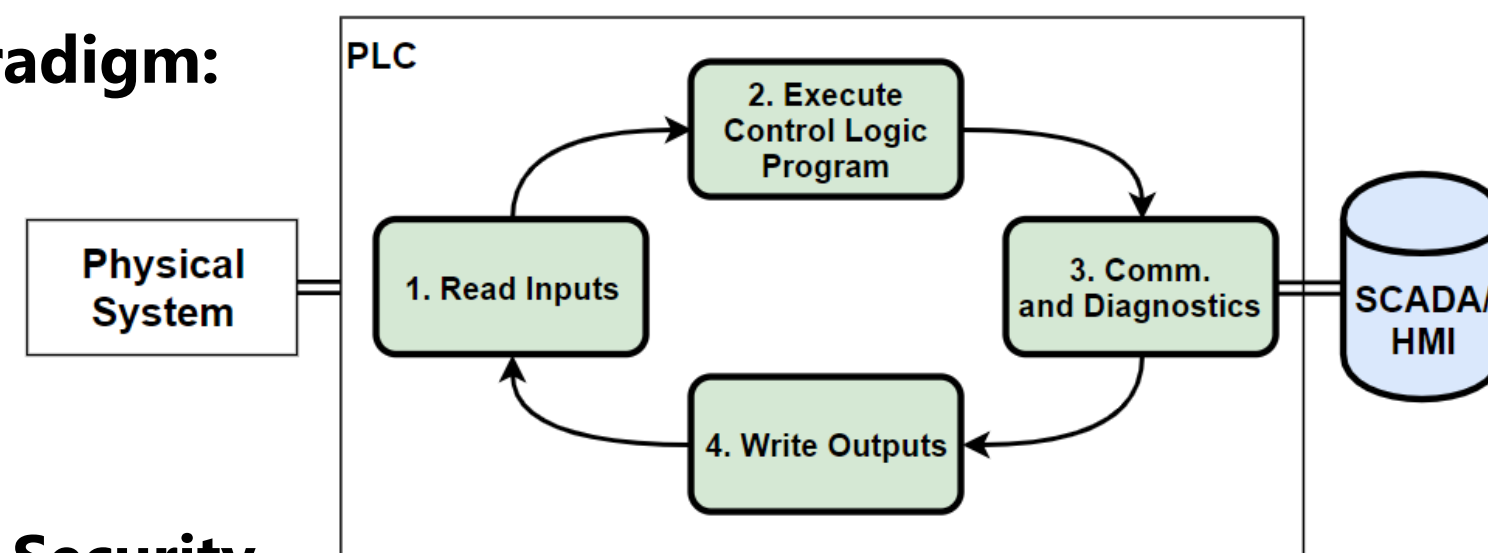 radigm:
PLC
2. Execute
Control Logic
Program
Physical
System
1. Read Inputs
3. Comm.
and Diagnostics
SCADA/
HMI
4. Write Outputs
Security